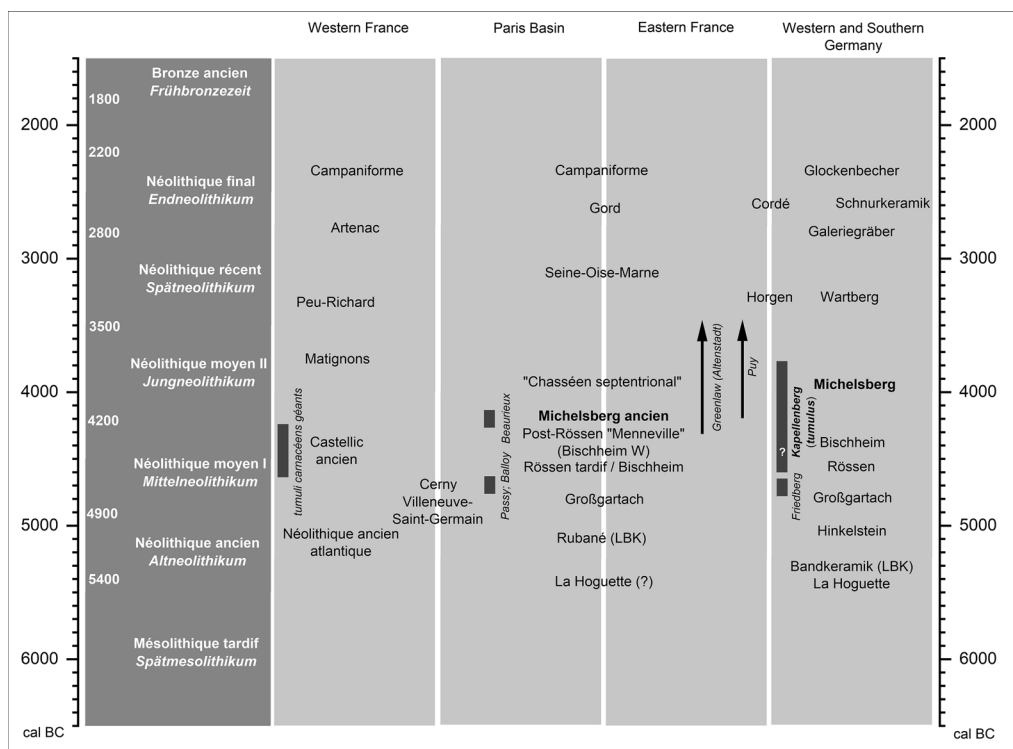 Western France
Paris Basin
Eastern France
Western and Southern
Germany
2000
3000
4000
5000
6000
cal BC
Bronze ancien
Frühbronzezeit
1800
2200
Néolithique final
Endneolithikum
2800
Néolithique récent
Spätneolithikum
3500
Néolithique moyen II
Jungneolithikum
4200
Néolithique moyen I
Mittelneolithikum
4900
Néolithique ancien
Altneolithikum
5400
Mésolithique tardif
Spätmesolithikum
Campaniforme
Artenac
Peu-Richard
Matignons
tumuli carnacéens géants
Castellic
ancien
Néolithique ancien
atlantique
Cerny
Villeneuve-
Saint-Germain
Campaniforme
Gord
Seine-Oise-Marne
"Chasséen septentrional"
Michelsberg ancien
Post-Rössen "Menneville"
(Bischheim W)
Rössen tardif / Bischheim
Großgartach
Rubané (LBK)
La Hoguette (?)
Passy; Balloy
Beaurieux
Greenlaw (Altenstadt)
Puy
Cordé
Horgen
Glockenbecher
Schnurkeramik
Galeriegräber
Wartberg
Michelsberg
Bischheim
Rössen
Großgartach
Hinkelstein
Bandkeramik (LBK)
La Hoguette
?
Friedberg
Kapellenberg
(tumulus)
2000
3000
4000
5000
6000
cal BC